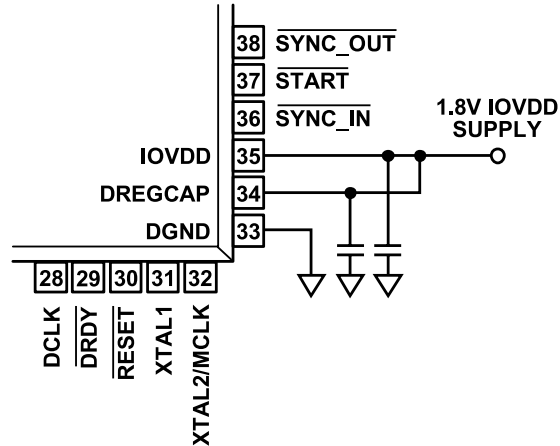 38 SYNC_OUT
37 START
36 SYNC_IN
1.8V IOVDD
SUPPLY
IOVDD 35
DREGCAP 34
DGND 33
28 29 30 31 32
DCLK
DRDY
RESET
XTAL1
XTAL2/MCLK